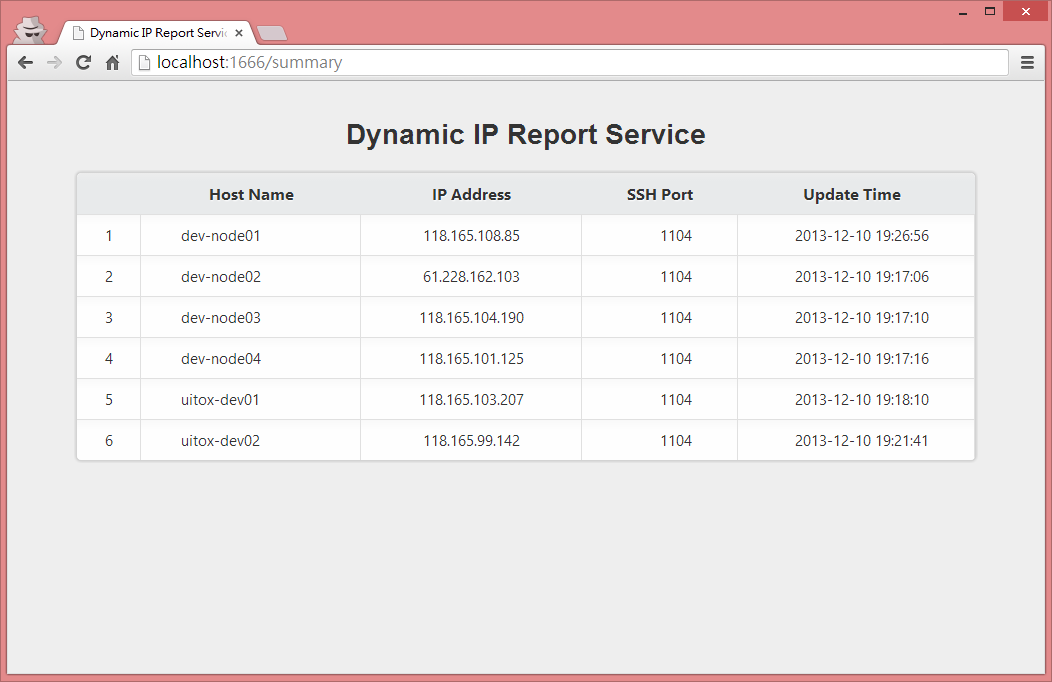 Dynamic IP Report Servic
localhost:1666/summary
Dynamic IP Report Service
Host Name IP Address SSH Port Update Time
1 dev-node01 118.165.108.85 1104 2013-12-10 19:26:56
2 dev-node02 61.228.162.103 1104 2013-12-10 19:17:06
3 dev-node03 118.165.104.190 1104 2013-12-10 19:17:10
4 dev-node04 118.165.101.125 1104 2013-12-10 19:17:16
5 uitox-dev01 118.165.103.207 1104 2013-12-10 19:18:10
6 uitox-dev02 118.165.99.142 1104 2013-12-10 19:21:41